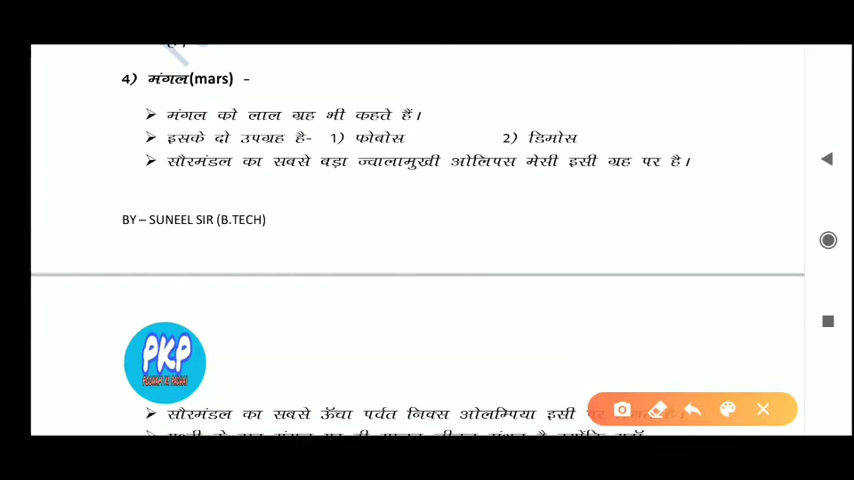 4) मंगल(mars) -
➢ मंगल को लाल ग्रह भी कहते हैं।
➢ इसके दो उपग्रह है- 1) फोबोस 2) डिमोस
➢ सौरमंडल का सबसे बड़ा ज्वालामुखी ओलिपस मेसी इसी ग्रह पर है।
BY – SUNEEL SIR (B.TECH)
PKP
➢ सौरमंडल का सबसे ऊँचा पर्वत निक्स ओलम्पिया इसी पर